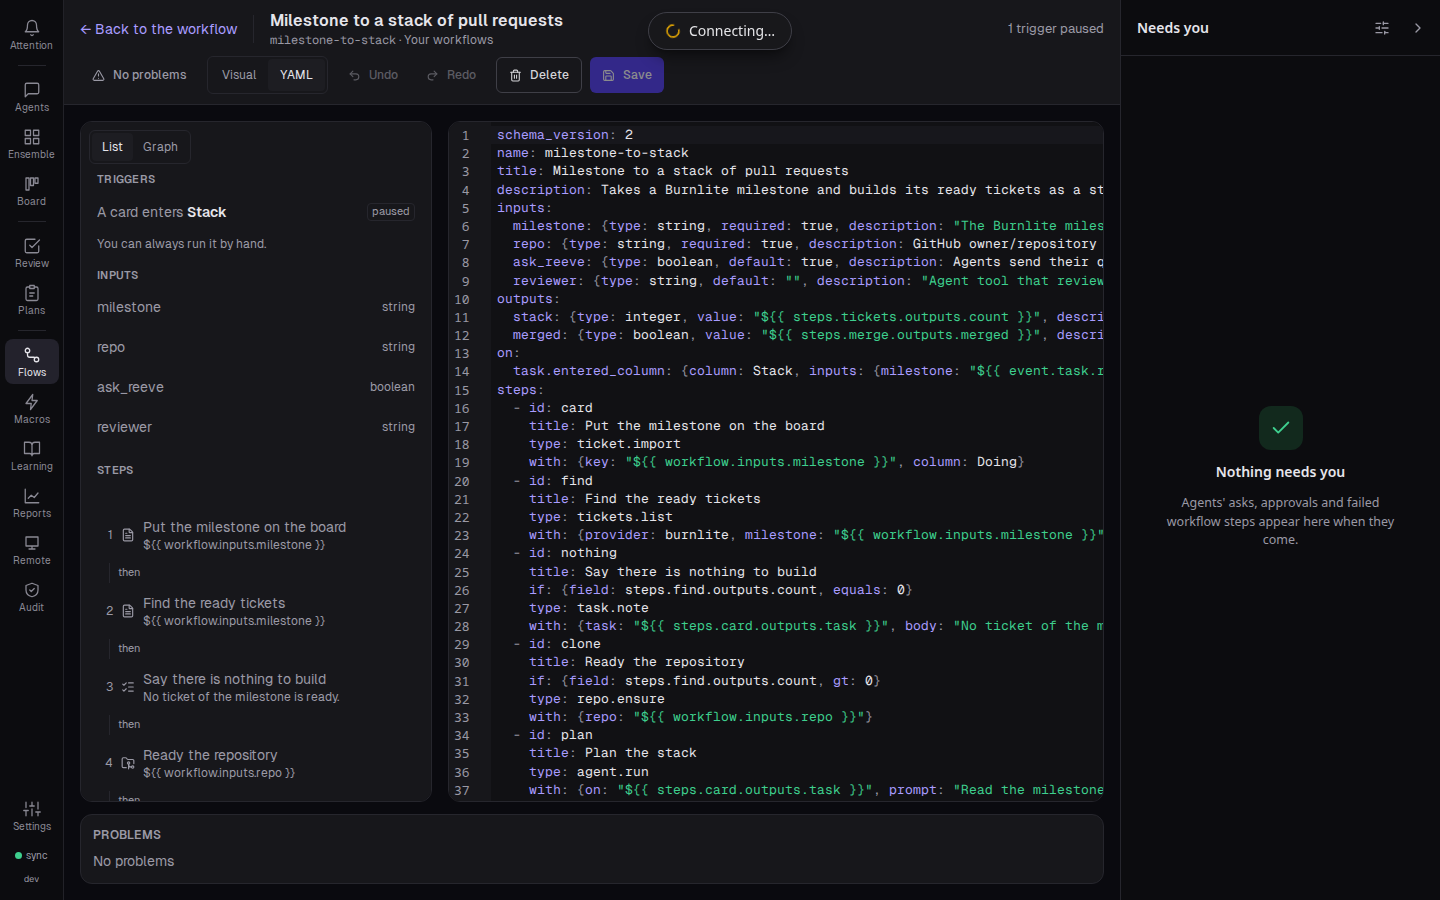 Attention
Agents
Ensemble
Board
Review
Plans
Flows
Macros
Learning
Reports
Remote
Audit
Settings
sync
dev
← Back to the workflow
Milestone to a stack of pull requests
milestone-to-stack · Your workflows
Connecting...
1 trigger paused
No problems
Visual
YAML
Undo
Redo
Delete
Save
List
Graph
TRIGGERS
A card enters Stack
paused
You can always run it by hand.
INPUTS
milestone string
repo string
ask_reeve boolean
reviewer string
STEPS
1 Put the milestone on the board
${{ workflow.inputs.milestone }}
then
2 Find the ready tickets
${{ workflow.inputs.milestone }}
then
3 Say there is nothing to build
No ticket of the milestone is ready.
then
4 Ready the repository
${{ workflow.inputs.repo }}
then
1 schema_version: 2
2 name: milestone-to-stack
3 title: Milestone to a stack of pull requests
4 description: Takes a Burnlite milestone and builds its ready tickets as a st
5 inputs:
6 milestone: {type: string, required: true, description: "The Burnlite miles
7 repo: {type: string, required: true, description: GitHub owner/repository
8 ask_reeve: {type: boolean, default: true, description: Agents send their q
9 reviewer: {type: string, default: "", description: "Agent tool that review
10 outputs:
11 stack: {type: integer, value: "${{ steps.tickets.outputs.count }}", descri
12 merged: {type: boolean, value: "${{ steps.merge.outputs.merged }}", descri
13 on:
14 task.entered_column: {column: Stack, inputs: {milestone: "${{ event.task.r
15 steps:
16 - id: card
17 title: Put the milestone on the board
18 type: ticket.import
19 with: {key: "${{ workflow.inputs.milestone }}", column: Doing}
20 - id: find
21 title: Find the ready tickets
22 type: tickets.list
23 with: {provider: burnlite, milestone: "${{ workflow.inputs.milestone }}"
24 - id: nothing
25 title: Say there is nothing to build
26 if: {field: steps.find.outputs.count, equals: 0}
27 type: task.note
28 with: {task: "${{ steps.card.outputs.task }}", body: "No ticket of the m
29 - id: clone
30 title: Ready the repository
31 if: {field: steps.find.outputs.count, gt: 0}
32 type: repo.ensure
33 with: {repo: "${{ workflow.inputs.repo }}"}
34 - id: plan
35 title: Plan the stack
36 type: agent.run
37 with: {on: "${{ steps.card.outputs.task }}", prompt: "Read the milestone
PROBLEMS
No problems
Needs you
Nothing needs you
Agents' asks, approvals and failed
workflow steps appear here when they
come.